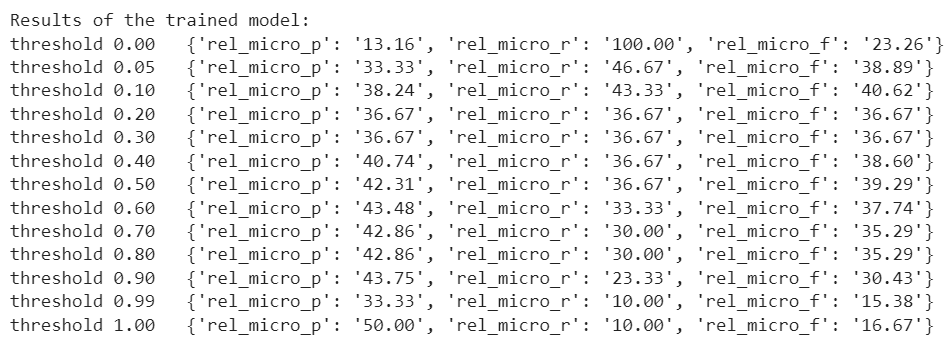 Results of the trained model:
threshold 0.00   {'rel_micro_p': '13.16', 'rel_micro_r': '100.00', 'rel_micro_f': '23.26'}
threshold 0.05   {'rel_micro_p': '33.33', 'rel_micro_r': '46.67', 'rel_micro_f': '38.89'}
threshold 0.10   {'rel_micro_p': '38.24', 'rel_micro_r': '43.33', 'rel_micro_f': '40.62'}
threshold 0.20   {'rel_micro_p': '36.67', 'rel_micro_r': '36.67', 'rel_micro_f': '36.67'}
threshold 0.30   {'rel_micro_p': '36.67', 'rel_micro_r': '36.67', 'rel_micro_f': '36.67'}
threshold 0.40   {'rel_micro_p': '40.74', 'rel_micro_r': '36.67', 'rel_micro_f': '38.60'}
threshold 0.50   {'rel_micro_p': '42.31', 'rel_micro_r': '36.67', 'rel_micro_f': '39.29'}
threshold 0.60   {'rel_micro_p': '43.48', 'rel_micro_r': '33.33', 'rel_micro_f': '37.74'}
threshold 0.70   {'rel_micro_p': '42.86', 'rel_micro_r': '30.00', 'rel_micro_f': '35.29'}
threshold 0.80   {'rel_micro_p': '42.86', 'rel_micro_r': '30.00', 'rel_micro_f': '35.29'}
threshold 0.90   {'rel_micro_p': '43.75', 'rel_micro_r': '23.33', 'rel_micro_f': '30.43'}
threshold 0.99   {'rel_micro_p': '33.33', 'rel_micro_r': '10.00', 'rel_micro_f': '15.38'}
threshold 1.00   {'rel_micro_p': '50.00', 'rel_micro_r': '10.00', 'rel_micro_f': '16.67'}